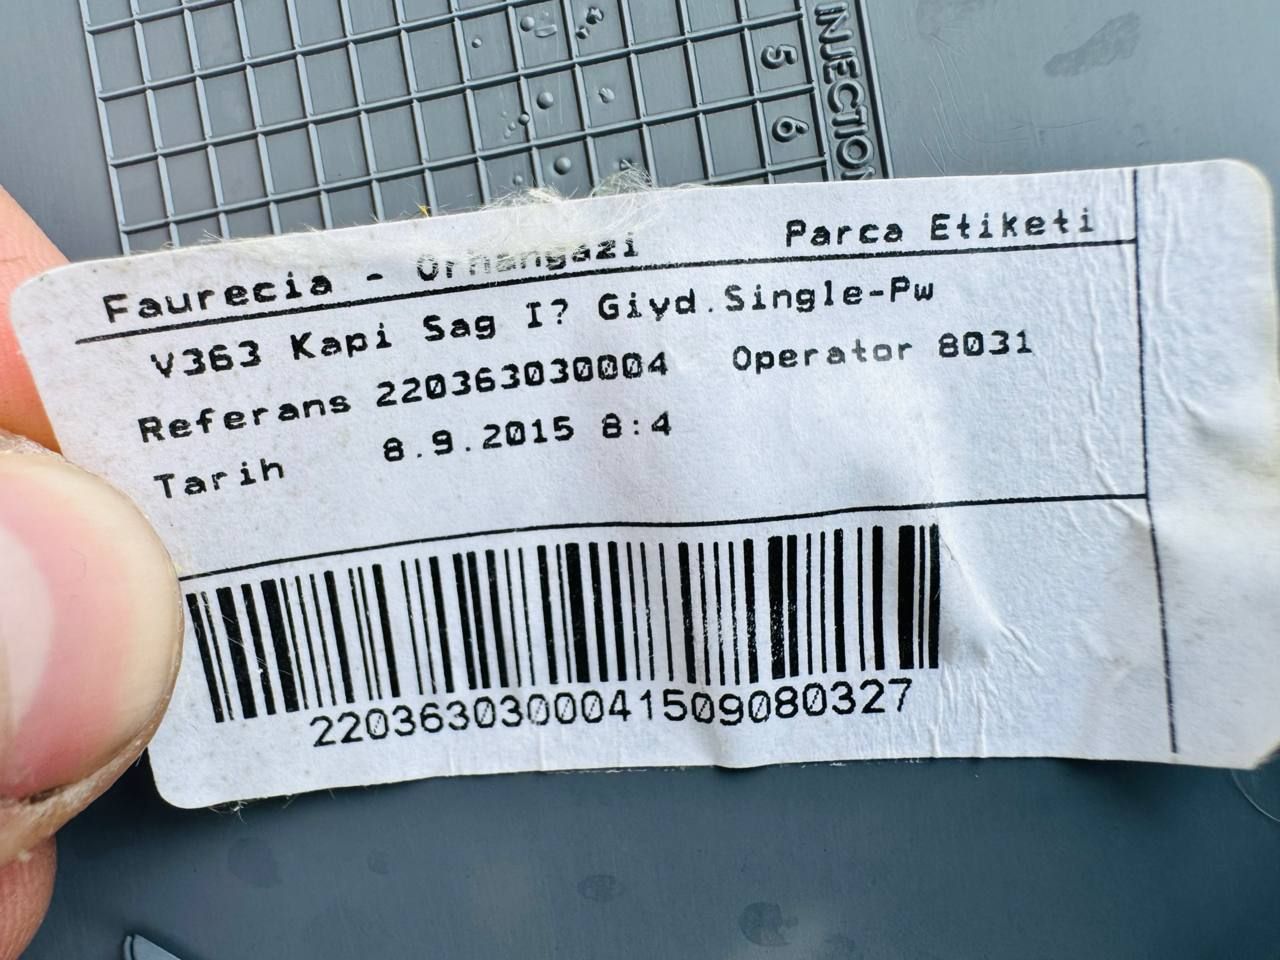 INJECTION
5
6
Faurecia - Orhangazi Parca Etiketi
V363 Kapi Sag I? Giyd.Single-Pw
Referans 220363030004 Operator 8031
Tarih 8.9.2015 8:4
2203630300041509080327